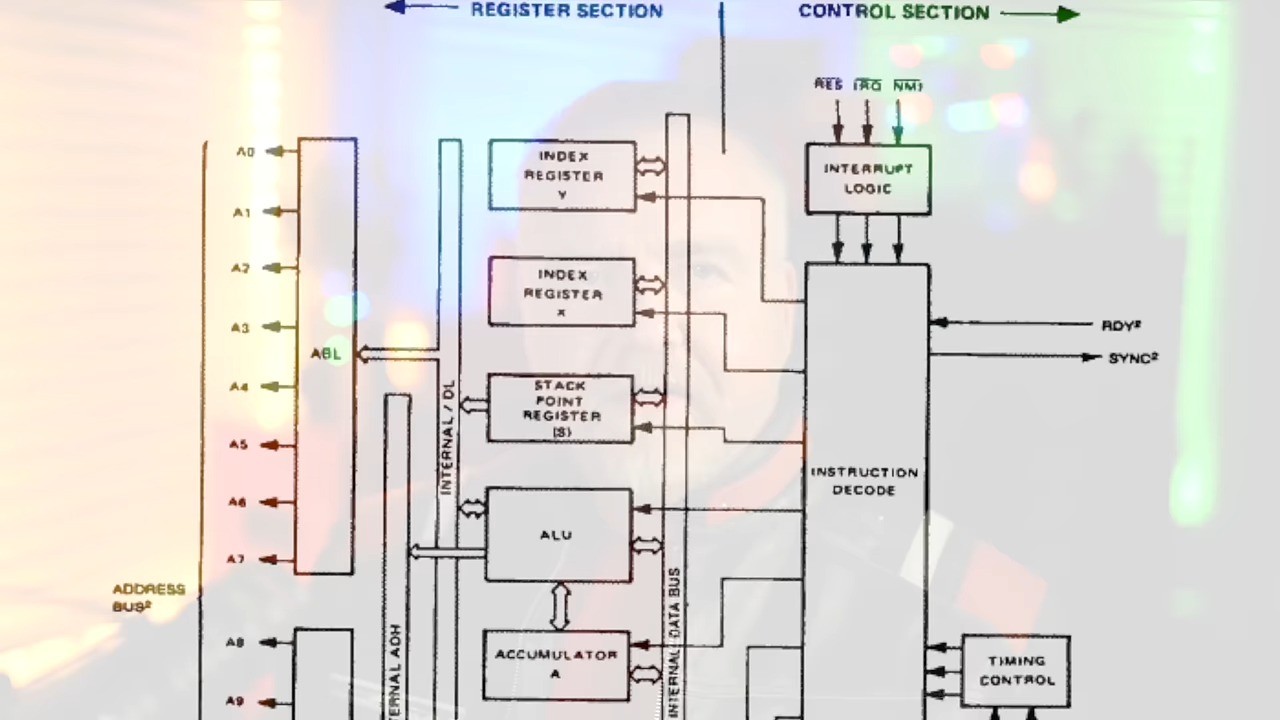 REGISTER SECTION
CONTROL SECTION
RES IRQ NMI
A0
INDEX
REGISTER
Y
INTERRUPT
LOGIC
A1
A2
INDEX
REGISTER
X
A3
ABL
RDY²
SYNC²
A4
STACK
POINT
REGISTER
(S)
INTERNAL / DL
A5
INSTRUCTION
DECODE
A6
ALU
A7
ADDRESS
BUS²
INTERNAL DATA BUS
A8
TERNAL ADH
ACCUMULATOR
A
TIMING
CONTROL
A9